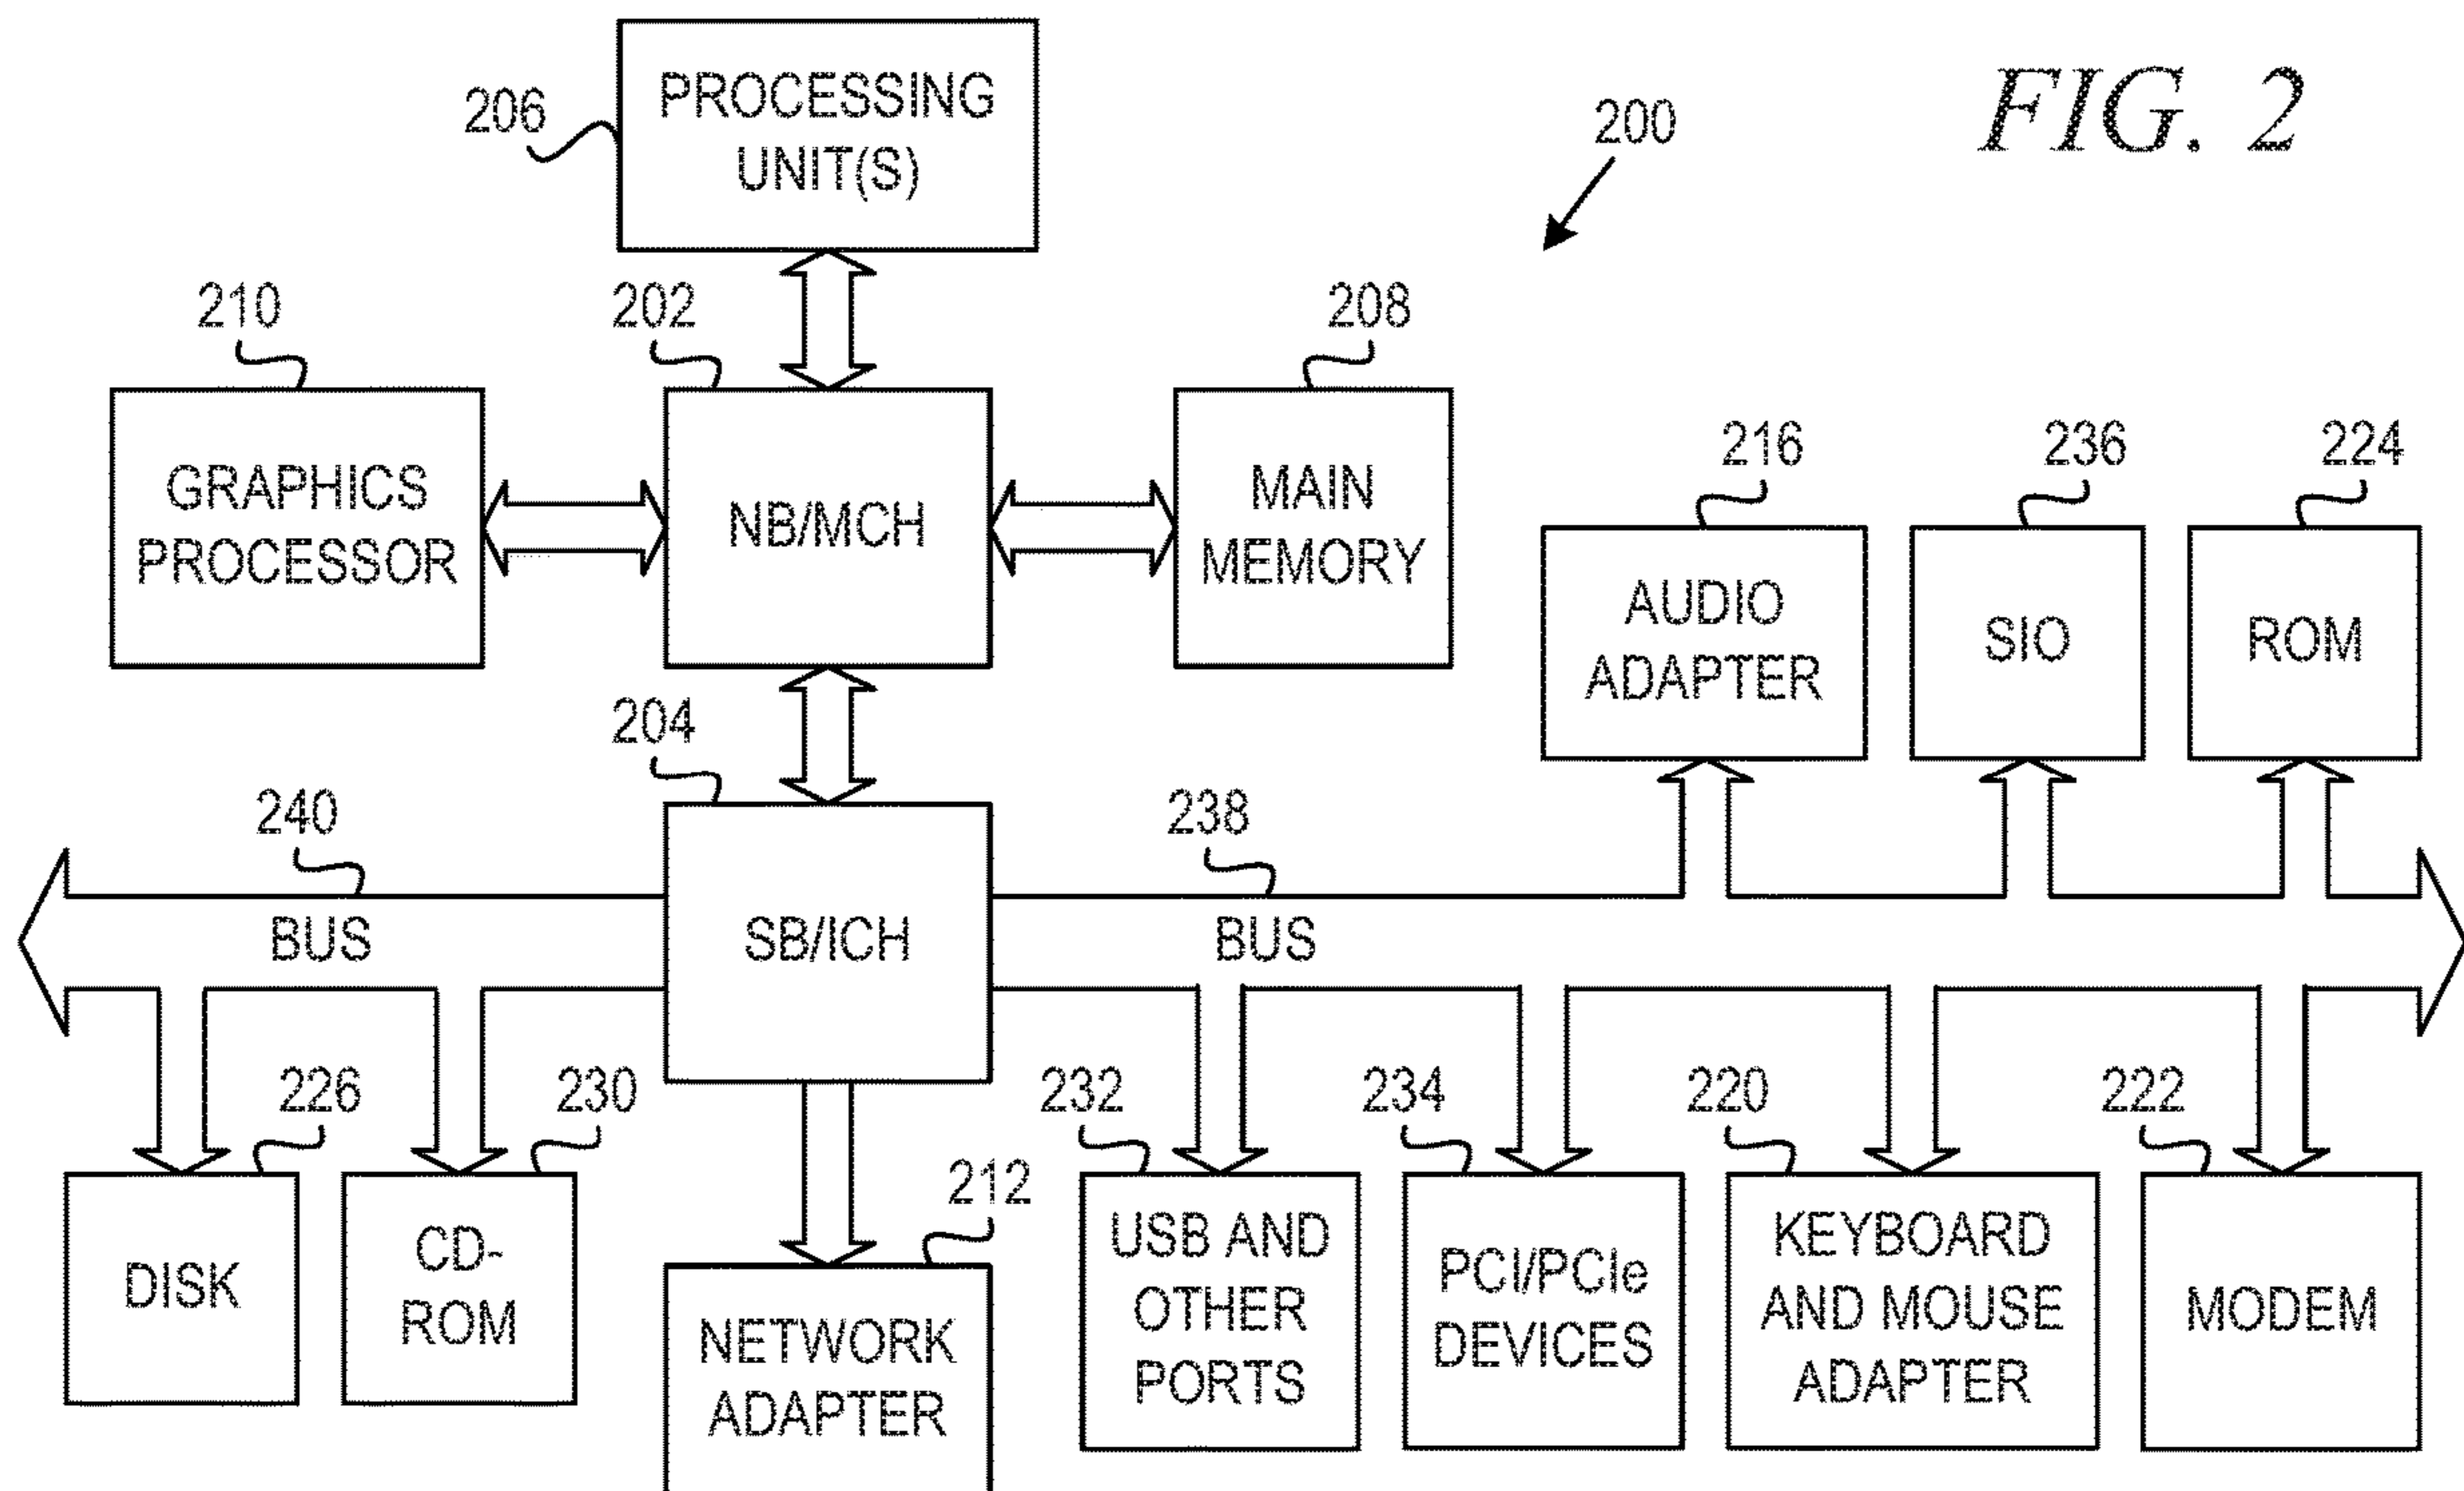 FIG. 2
200
206
PROCESSING
UNIT(S)
210
202
208
GRAPHICS
PROCESSOR
NB/MCH
MAIN
MEMORY
216
236
224
AUDIO
ADAPTER
SIO
ROM
204
240
238
BUS
SB/ICH
BUS
226
230
212
232
234
220
222
DISK
CD-
ROM
NETWORK
ADAPTER
USB AND
OTHER
PORTS
PCI/PCIe
DEVICES
KEYBOARD
AND MOUSE
ADAPTER
MODEM